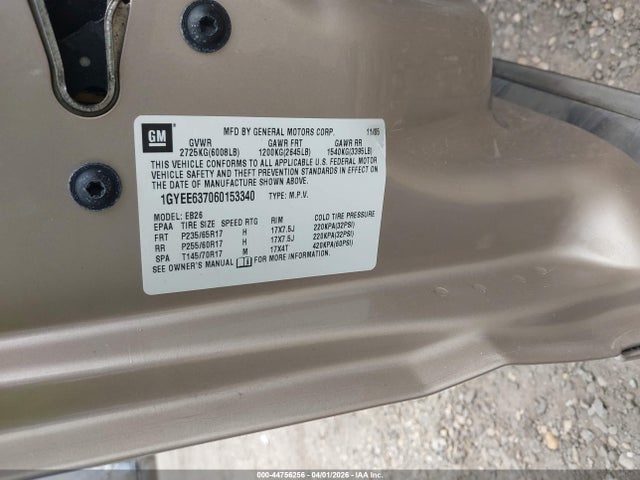 GM
MFD BY GENERAL MOTORS CORP. 11/05
GVWR GAWR FRT GAWR RR
2725KG(6008LB) 1200KG(2645LB) 1540KG(3395LB)
THIS VEHICLE CONFORMS TO ALL APPLICABLE U.S. FEDERAL MOTOR
VEHICLE SAFETY AND THEFT PREVENTION STANDARDS IN EFFECT ON
THE DATE OF MANUFACTURE SHOWN ABOVE.
1GYEE637060153340 TYPE: M.P.V.
MODEL: EB26
EPAA TIRE SIZE SPEED RTG RIM COLD TIRE PRESSURE
FRT P235/65R17 H 17X7.5J 220KPA(32PSI)
RR P255/60R17 H 17X7.5J 220KPA(32PSI)
SPA T145/70R17 M 17X4T 420KPA(60PSI)
SEE OWNER'S MANUAL FOR MORE INFORMATION.
000-44756256 04/01/2026 IAAI.COM